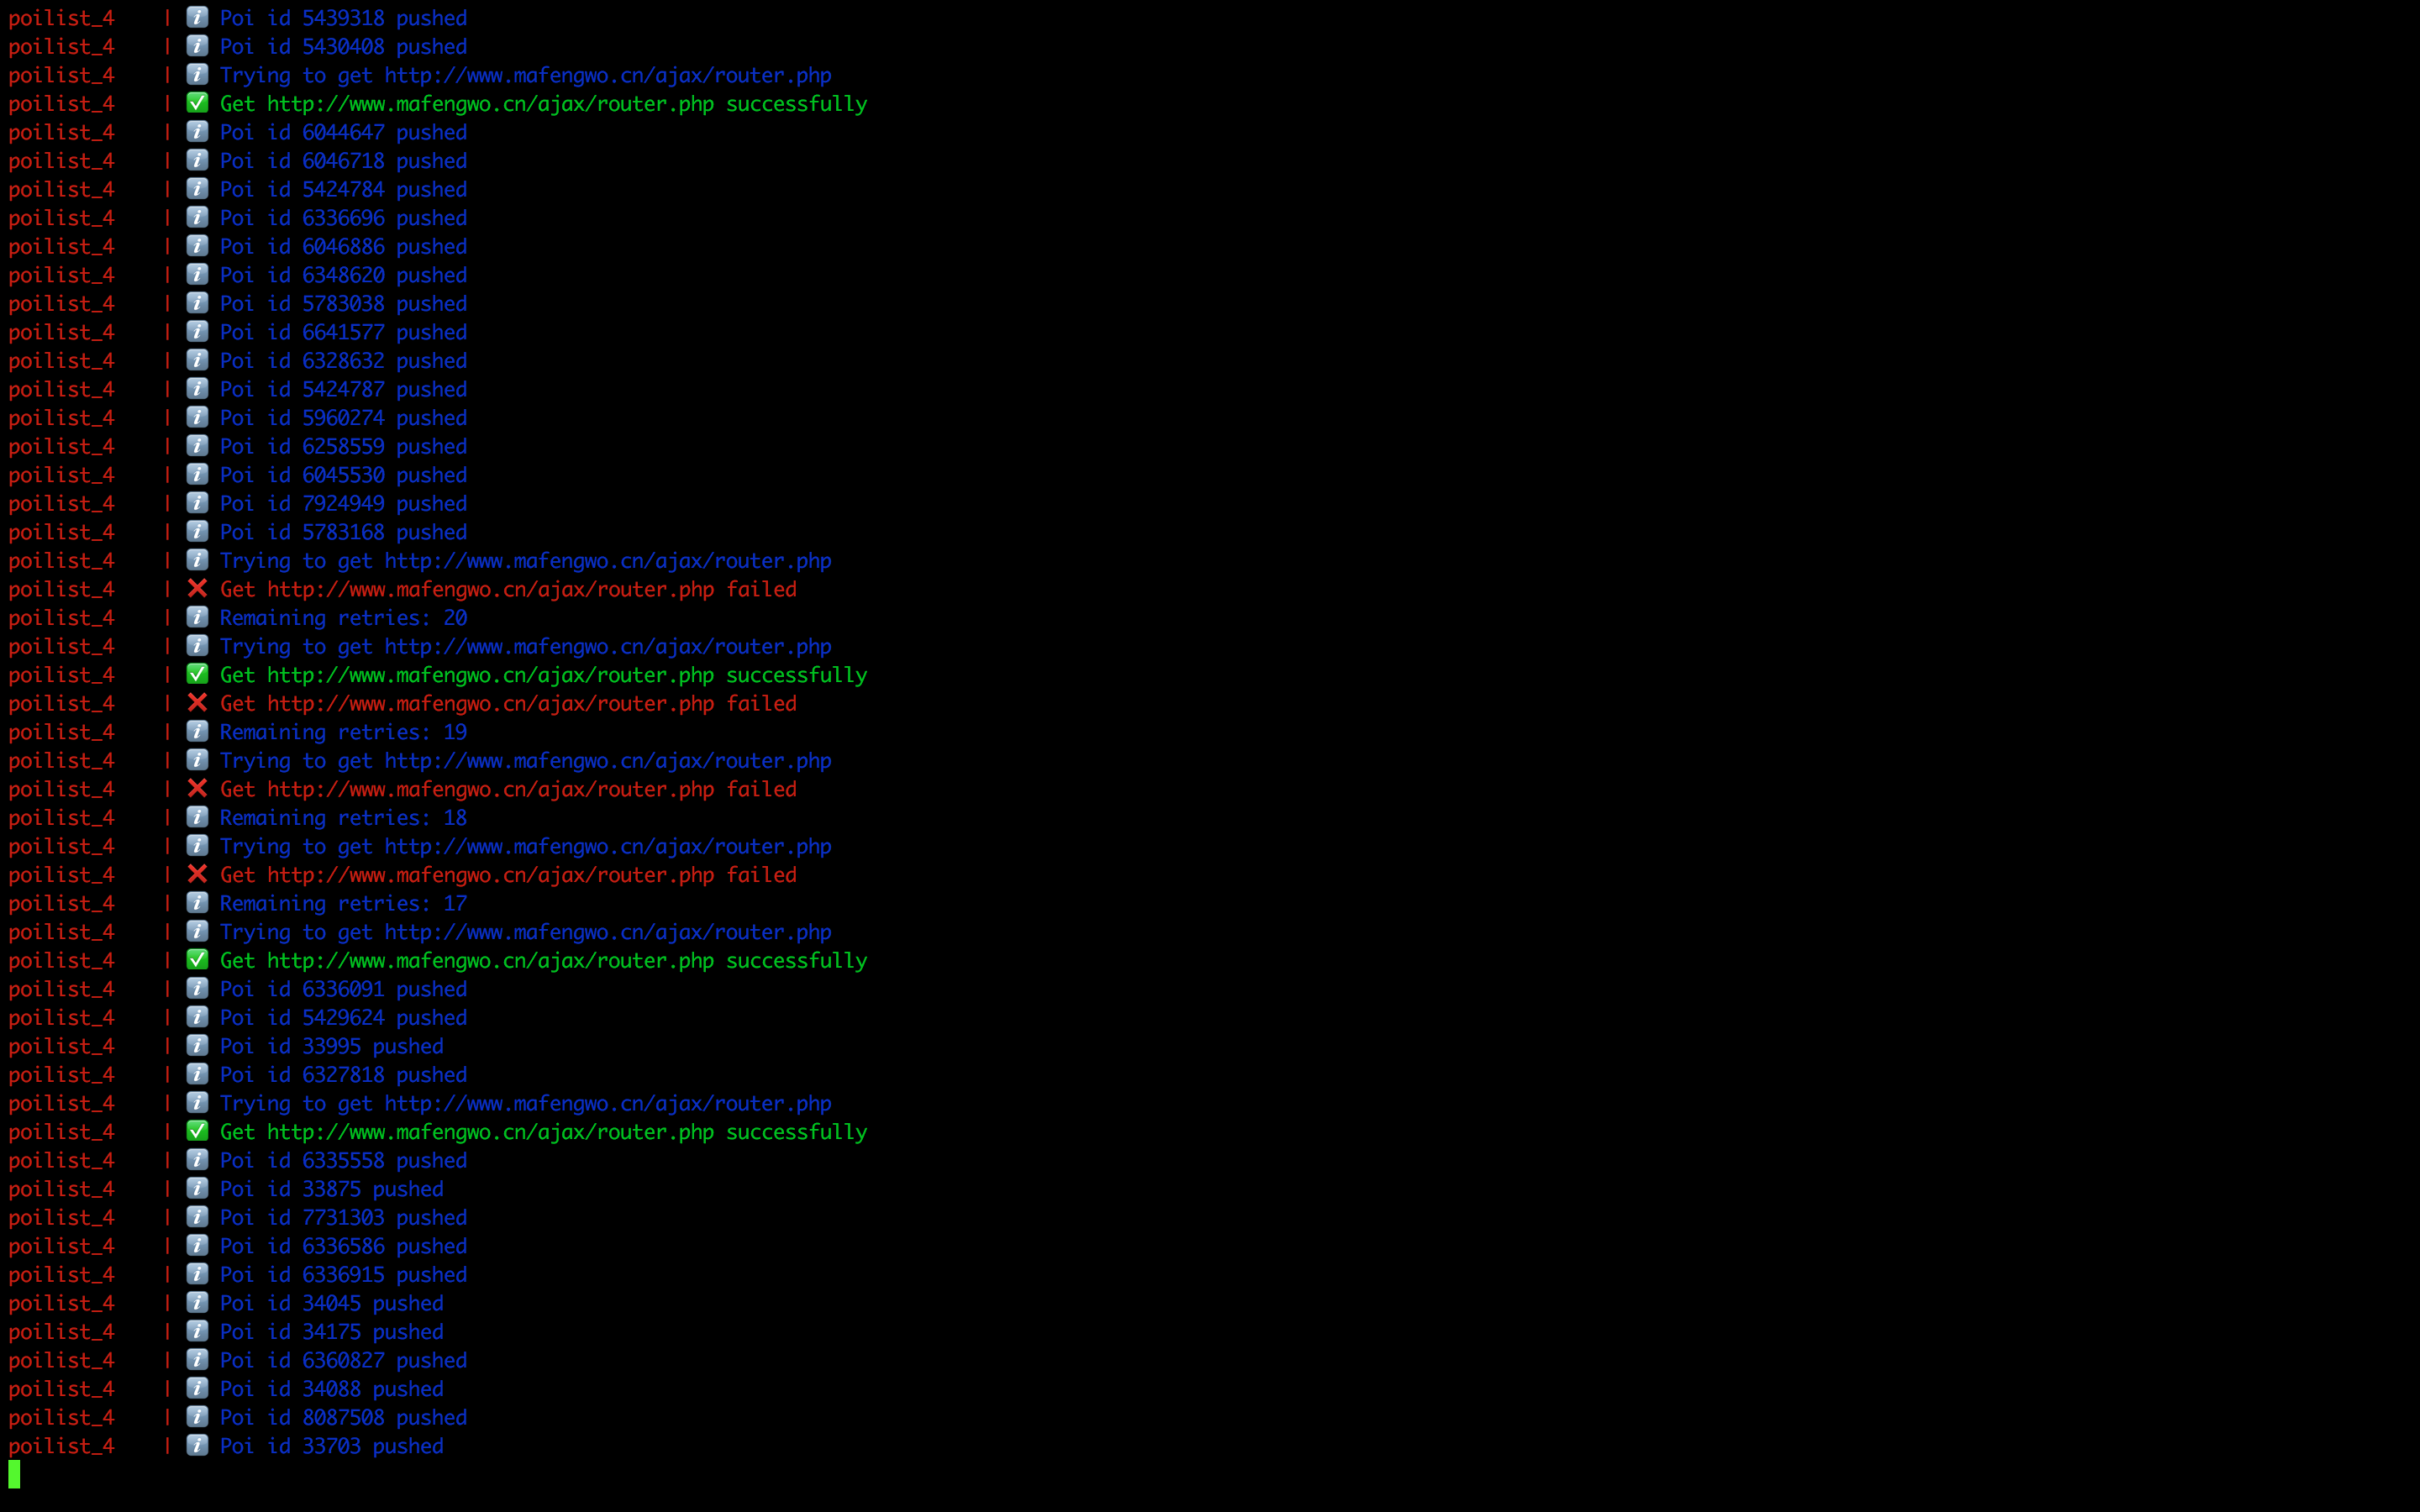 poilist_4 | ℹ️ Poi id 5439318 pushed
poilist_4 | ℹ️ Poi id 5430408 pushed
poilist_4 | ℹ️ Trying to get http://www.mafengwo.cn/ajax/router.php
poilist_4 | ✅ Get http://www.mafengwo.cn/ajax/router.php successfully
poilist_4 | ℹ️ Poi id 6044647 pushed
poilist_4 | ℹ️ Poi id 6046718 pushed
poilist_4 | ℹ️ Poi id 5424784 pushed
poilist_4 | ℹ️ Poi id 6336696 pushed
poilist_4 | ℹ️ Poi id 6046886 pushed
poilist_4 | ℹ️ Poi id 6348620 pushed
poilist_4 | ℹ️ Poi id 5783038 pushed
poilist_4 | ℹ️ Poi id 6641577 pushed
poilist_4 | ℹ️ Poi id 6328632 pushed
poilist_4 | ℹ️ Poi id 5424787 pushed
poilist_4 | ℹ️ Poi id 5960274 pushed
poilist_4 | ℹ️ Poi id 6258559 pushed
poilist_4 | ℹ️ Poi id 6045530 pushed
poilist_4 | ℹ️ Poi id 7924949 pushed
poilist_4 | ℹ️ Poi id 5783168 pushed
poilist_4 | ℹ️ Trying to get http://www.mafengwo.cn/ajax/router.php
poilist_4 | ❌ Get http://www.mafengwo.cn/ajax/router.php failed
poilist_4 | ℹ️ Remaining retries: 20
poilist_4 | ℹ️ Trying to get http://www.mafengwo.cn/ajax/router.php
poilist_4 | ✅ Get http://www.mafengwo.cn/ajax/router.php successfully
poilist_4 | ❌ Get http://www.mafengwo.cn/ajax/router.php failed
poilist_4 | ℹ️ Remaining retries: 19
poilist_4 | ℹ️ Trying to get http://www.mafengwo.cn/ajax/router.php
poilist_4 | ❌ Get http://www.mafengwo.cn/ajax/router.php failed
poilist_4 | ℹ️ Remaining retries: 18
poilist_4 | ℹ️ Trying to get http://www.mafengwo.cn/ajax/router.php
poilist_4 | ❌ Get http://www.mafengwo.cn/ajax/router.php failed
poilist_4 | ℹ️ Remaining retries: 17
poilist_4 | ℹ️ Trying to get http://www.mafengwo.cn/ajax/router.php
poilist_4 | ✅ Get http://www.mafengwo.cn/ajax/router.php successfully
poilist_4 | ℹ️ Poi id 6336091 pushed
poilist_4 | ℹ️ Poi id 5429624 pushed
poilist_4 | ℹ️ Poi id 33995 pushed
poilist_4 | ℹ️ Poi id 6327818 pushed
poilist_4 | ℹ️ Trying to get http://www.mafengwo.cn/ajax/router.php
poilist_4 | ✅ Get http://www.mafengwo.cn/ajax/router.php successfully
poilist_4 | ℹ️ Poi id 6335558 pushed
poilist_4 | ℹ️ Poi id 33875 pushed
poilist_4 | ℹ️ Poi id 7731303 pushed
poilist_4 | ℹ️ Poi id 6336586 pushed
poilist_4 | ℹ️ Poi id 6336915 pushed
poilist_4 | ℹ️ Poi id 34045 pushed
poilist_4 | ℹ️ Poi id 34175 pushed
poilist_4 | ℹ️ Poi id 6360827 pushed
poilist_4 | ℹ️ Poi id 34088 pushed
poilist_4 | ℹ️ Poi id 8087508 pushed
poilist_4 | ℹ️ Poi id 33703 pushed